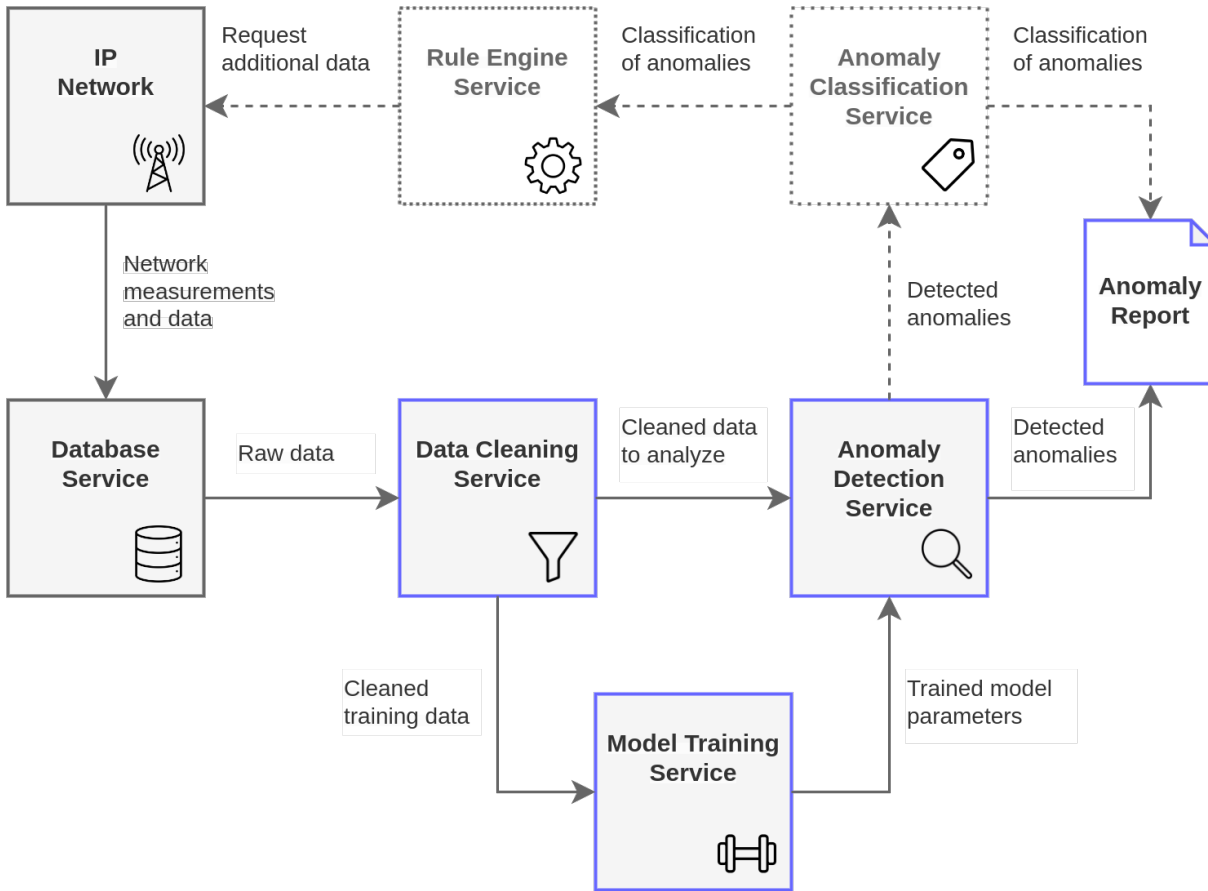 IP
Network
Request
additional data
Rule Engine
Service
Classification
of anomalies
Anomaly
Classification
Service
Classification
of anomalies
Network
measurements
and data
Detected
anomalies
Anomaly
Report
Database
Service
Raw data
Data Cleaning
Service
Cleaned data
to analyze
Anomaly
Detection
Service
Detected
anomalies
Cleaned
training data
Model Training
Service
Trained model
parameters